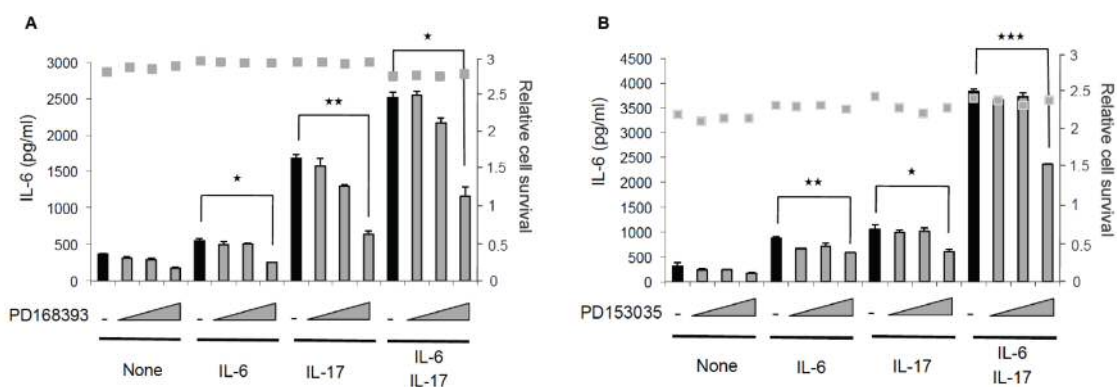 A
IL-6 (pg/ml)
3000
2500
2000
1500
1000
500
0
★
★★
★
3
2.5
2
1.5
1
0.5
0
Relative cell survival
PD168393
- - - -
None
IL-6
IL-17
IL-6
IL-17
B
IL-6 (pg/ml)
4500
4000
3500
3000
2500
2000
1500
1000
500
0
★★
★
★★★
3
2.5
2
1.5
1
0.5
0
Relative cell survival
PD153035
- - - -
None
IL-6
IL-17
IL-6
IL-17